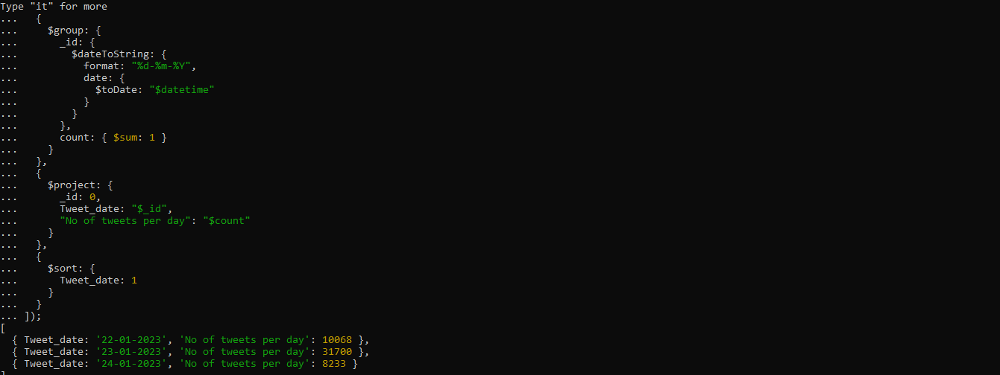 Type "it" for more
...   {
...     $group: {
...       _id: {
...         $dateToString: {
...           format: "%d-%m-%Y",
...           date: {
...             $toDate: "$datetime"
...           }
...         }
...       },
...       count: { $sum: 1 }
...     }
...   },
...   {
...     $project: {
...       _id: 0,
...       Tweet_date: "$_id",
...       "No of tweets per day": "$count"
...     }
...   },
...   {
...     $sort: {
...       Tweet_date: 1
...     }
...   }
... ]);
[
  { Tweet_date: '22-01-2023', 'No of tweets per day': 10068 },
  { Tweet_date: '23-01-2023', 'No of tweets per day': 31700 },
  { Tweet_date: '24-01-2023', 'No of tweets per day': 8233 }
]